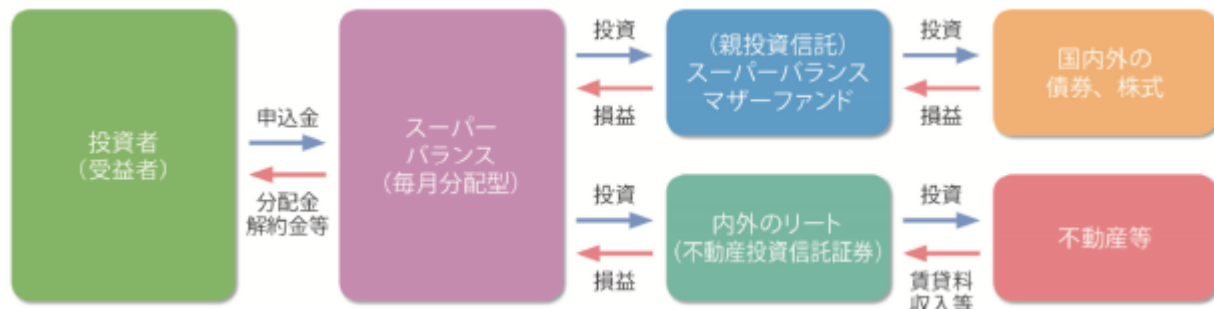 投資者
(受益者)
申込金
分配金
解約金等
スーパー
バランス
(毎月分配型)
投資
損益
(親投資信託)
スーパーバランス
マザーファンド
投資
損益
国内外の
債券、株式
投資
損益
内外のリート
(不動産投資信託証券)
投資
賃貸料
収入等
不動産等